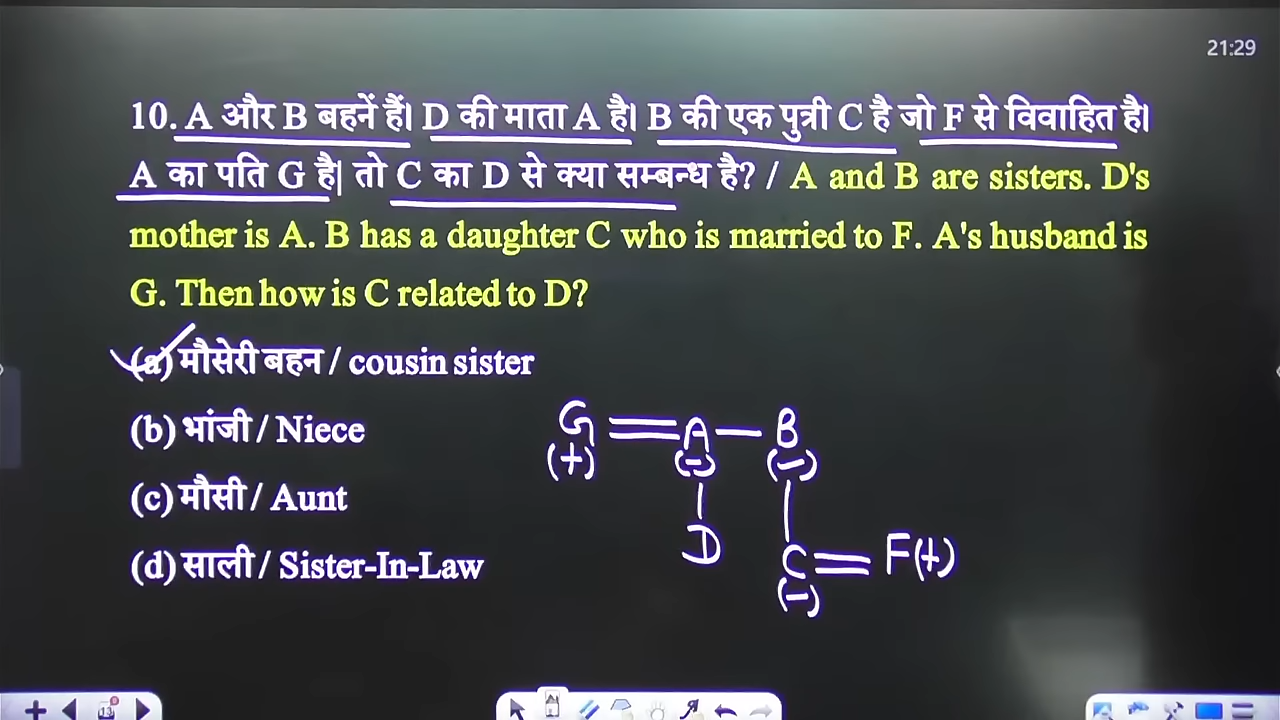 21:29
10. A और B बहनें हैं। D की माता A है। B की एक पुत्री C है जो F से विवाहित है।
A का पति G है| तो C का D से क्या सम्बन्ध है? / A and B are sisters. D's
mother is A. B has a daughter C who is married to F. A's husband is
G. Then how is C related to D?
(a) मौसेरी बहन / cousin sister
(b) भांजी / Niece
(c) मौसी / Aunt
(d) साली / Sister-In-Law
G = A — B
(+) (-) (-)
D C = F(+)
(-)
13